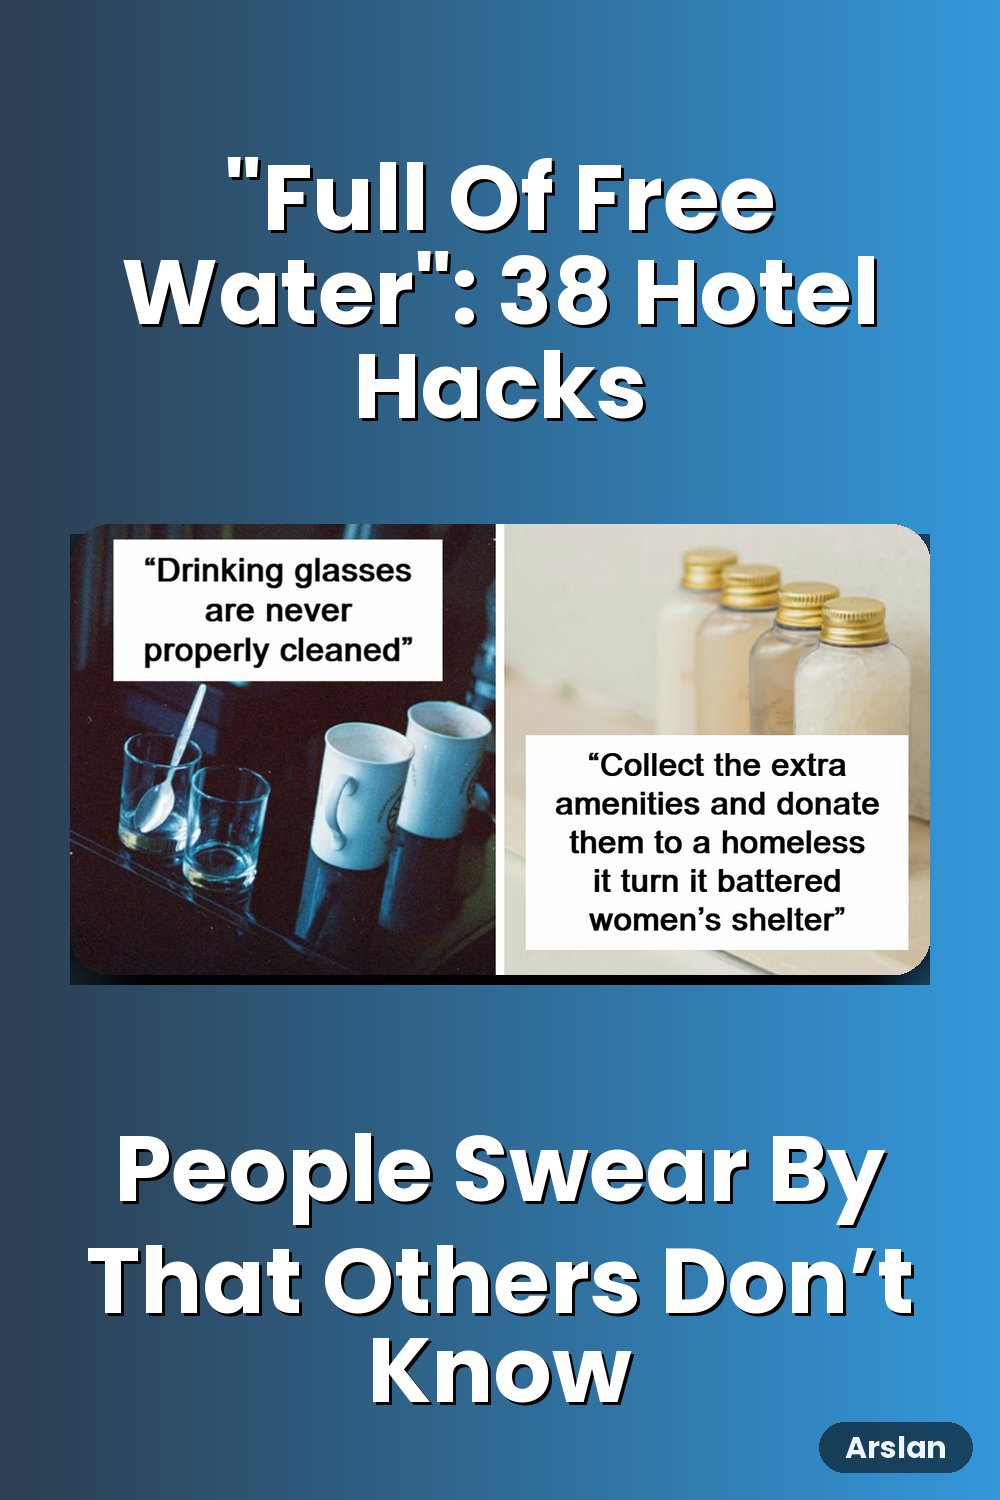 "Full Of Free
Water": 38 Hotel
Hacks
“Drinking glasses
are never
properly cleaned”
“Collect the extra
amenities and donate
them to a homeless
it turn it battered
women’s shelter”
People Swear By
That Others Don’t
Know
Arslan